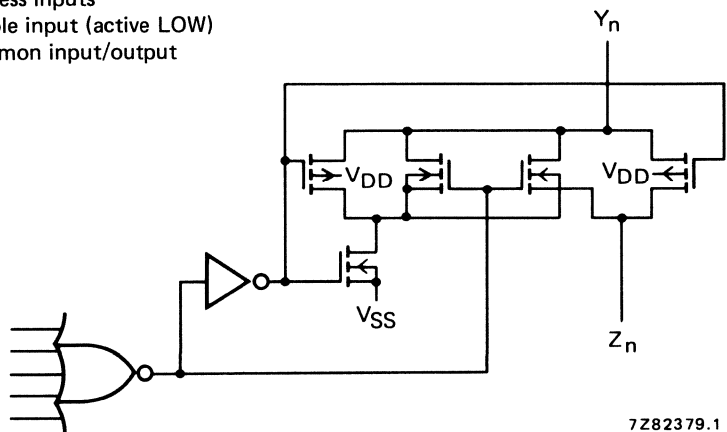 ess inputs
le input (active LOW)
mon input/output
Yn
VDD
VDD
VSS
Zn
7Z82379.1